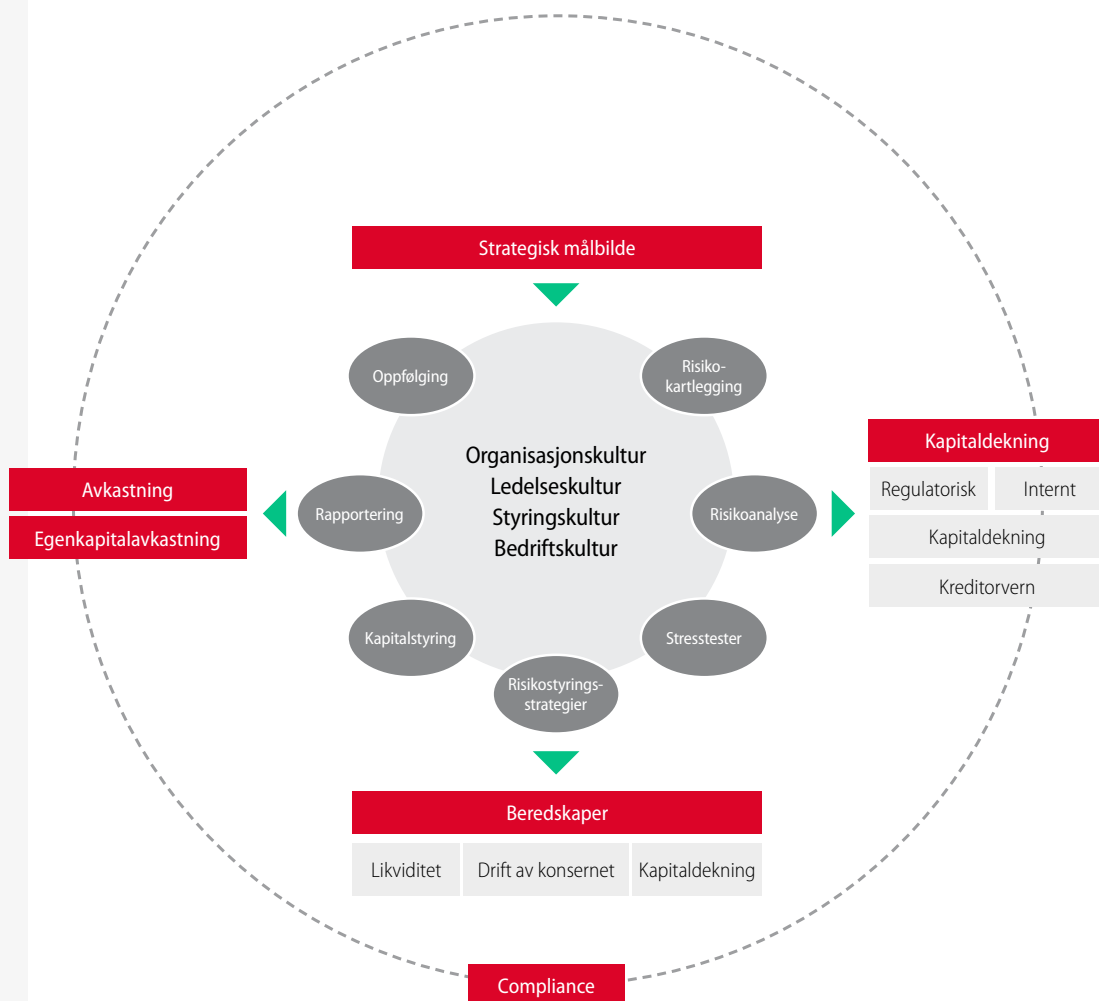 Strategisk målbilde
Oppfølging
Risiko-
kartlegging
Organisasjonskultur
Ledelseskultur
Styringskultur
Bedriftskultur
Avkastning
Egenkapitalavkastning
Rapportering
Risikoanalyse
Kapitaldekning
Regulatorisk
Internt
Kapitaldekning
Kreditorvern
Kapitalstyring
Stresstester
Risikostyrings-
strategier
Beredskaper
Likviditet
Drift av konsernet
Kapitaldekning
Compliance